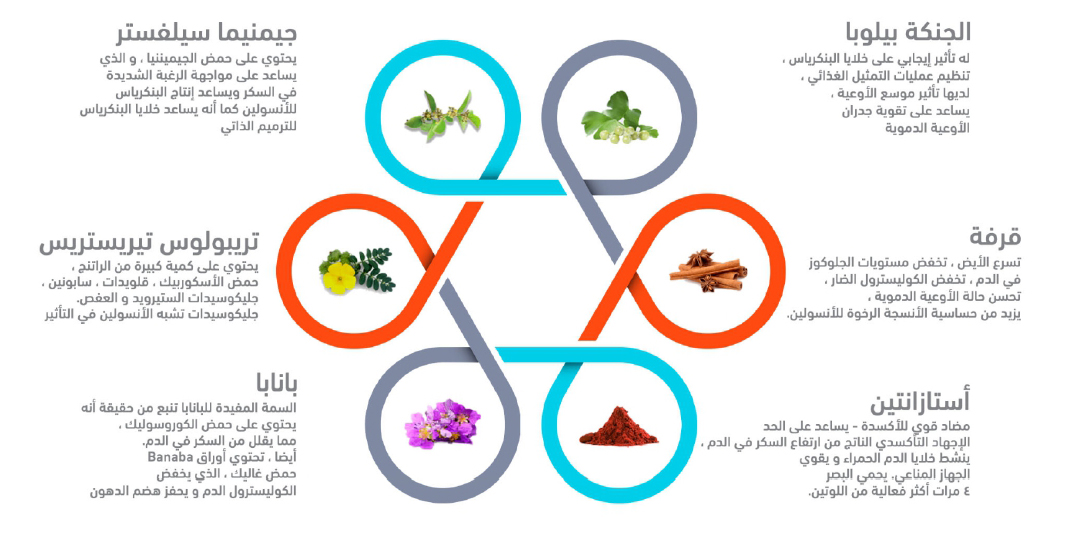 الجنكة بيلوبا
له تأثير إيجابي على خلايا البنكرياس ،
تنظيم عمليات التمثيل الغذائي ،
لديها تأثير موسع الأوعية ،
يساعد على تقوية جدران
الأوعية الدموية
جيمنيما سيلفستر
يحتوي على حمض الجيميننيا ، و الذي
يساعد على مواجهة الرغبة الشديدة
في السكر ويساعد إنتاج البنكرياس
للأنسولين كما أنه يساعد خلايا البنكرياس
للترميم الذاتي
قرفة
تسرع الأيض ، تخفض مستويات الجلوكوز
في الدم ، تخفض الكوليسترول الضار ،
تحسن حالة الأوعية الدموية ،
يزيد من حساسية الأنسجة الرخوة للأنسولين.
تريبولوس تيريستريس
يحتوي على كمية كبيرة من الراتنج ،
حمض الأسكوربيك ، قلويدات ، سابونين ،
جليكوسيدات الستيرويد و العفص.
جليكوسيدات تشبه الأنسولين في التأثير
أستازانتين
مضاد قوي للأكسدة - يساعد على الحد
الإجهاد التأكسدي الناتج من ارتفاع السكر في الدم ،
ينشط خلايا الدم الحمراء و يقوي
الجهاز المناعي. يحمي البصر
٤ مرات أكثر فعالية من اللوتين.
بانابا
السمة المفيدة للبانابا تنبع من حقيقة أنه
يحتوي على حمض الكوروسوليك ،
مما يقلل من السكر في الدم.
أيضا ، تحتوي أوراق Banaba
حمض غاليك ، الذي يخفض
الكوليسترول الدم و يحفز هضم الدهون